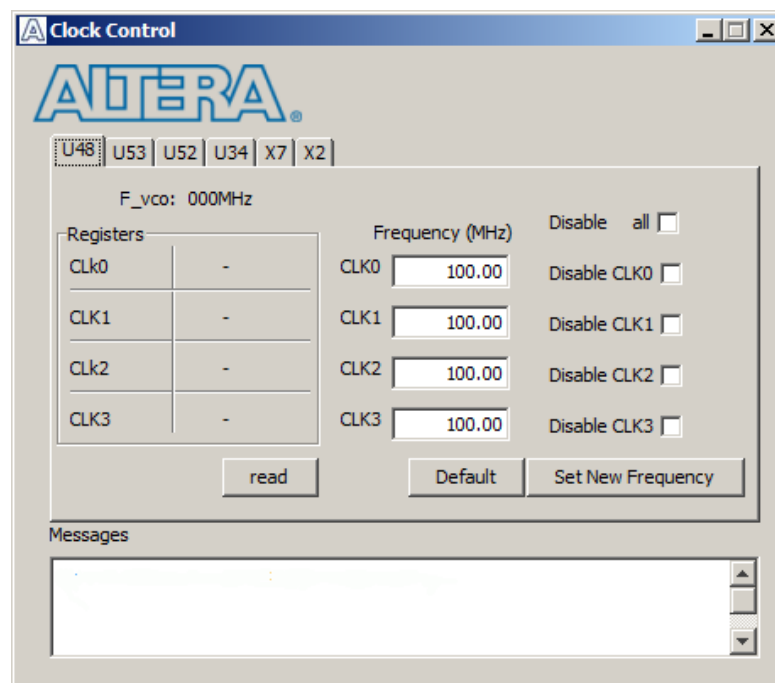 Clock Control
ALTERA®
U48 U53 U52 U34 X7 X2
F_vco: 000MHz
Registers
CLk0 -
CLK1 -
CLk2 -
CLK3 -
Frequency (MHz)
CLK0 100.00
CLK1 100.00
CLK2 100.00
CLK3 100.00
Disable all
Disable CLK0
Disable CLK1
Disable CLK2
Disable CLK3
read Default Set New Frequency
Messages